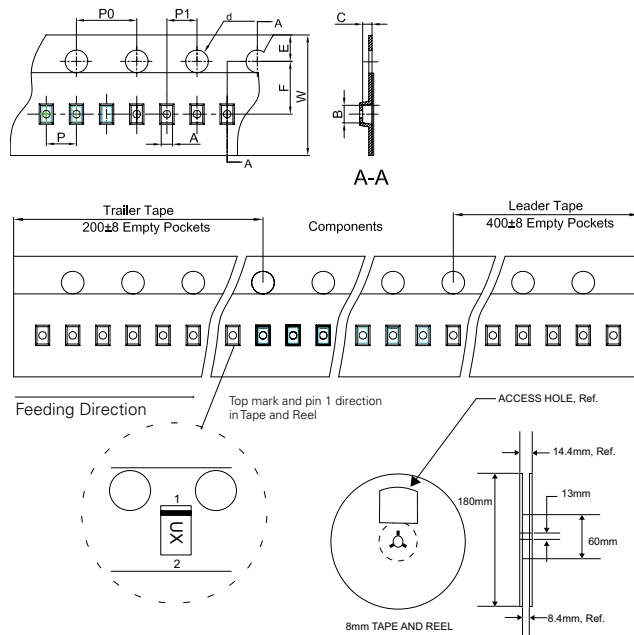 P0
P1
d
A
E
F
W
P
A
A
C
B
A-A
Trailer Tape
200±8 Empty Pockets
Components
Leader Tape
400±8 Empty Pockets
Feeding Direction
Top mark and pin 1 direction
in Tape and Reel
ACCESS HOLE, Ref.
14.4mm, Ref.
180mm
13mm
60mm
1
UX
2
8mm TAPE AND REEL
8.4mm, Ref.